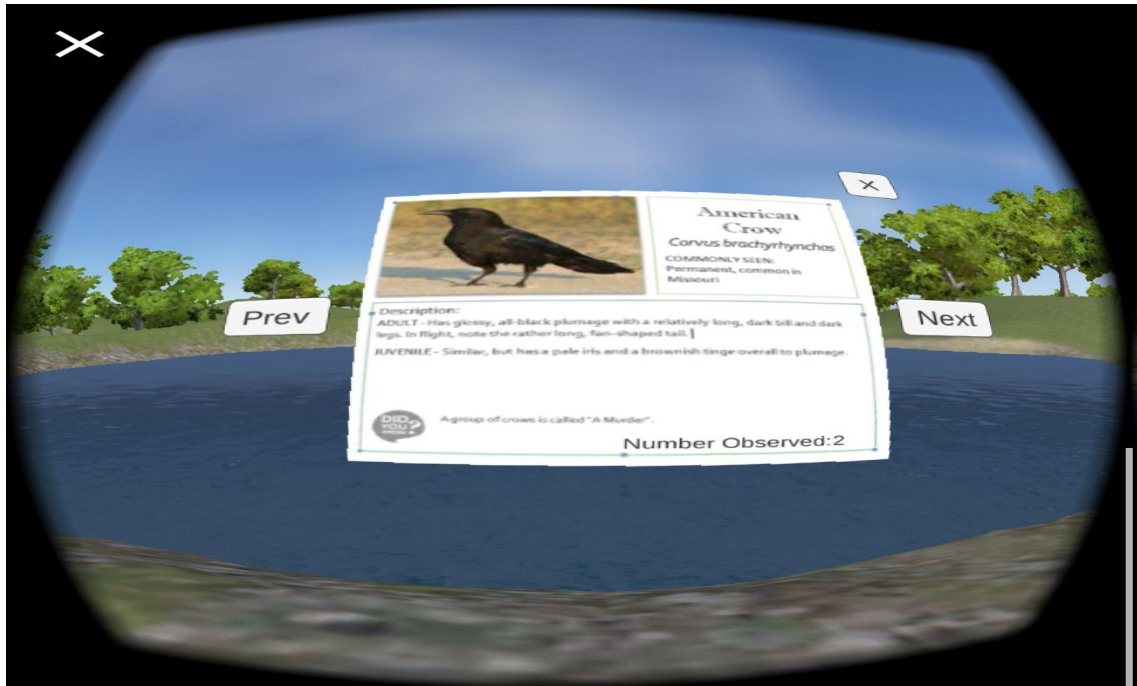 X
X
American
Crow
Corvus brachyrhynchos
COMMONLY SEEN:
Permanent, common in
Missouri
Prev
Next
Description:
ADULT - Has glossy, all-black plumage with a relatively long, dark bill and dark
legs. In flight, note the rather long, fan-shaped tail.
JUVENILE - Similar, but has a pale iris and a brownish tinge overall to plumage.
DID
YOU
KNOW?
A group of crows is called "A Murder".
Number Observed:2